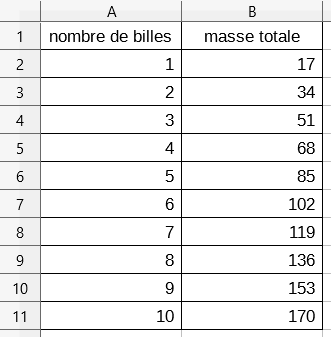 A B
1 nombre de billes masse totale
2 1 17
3 2 34
4 3 51
5 4 68
6 5 85
7 6 102
8 7 119
9 8 136
10 9 153
11 10 170